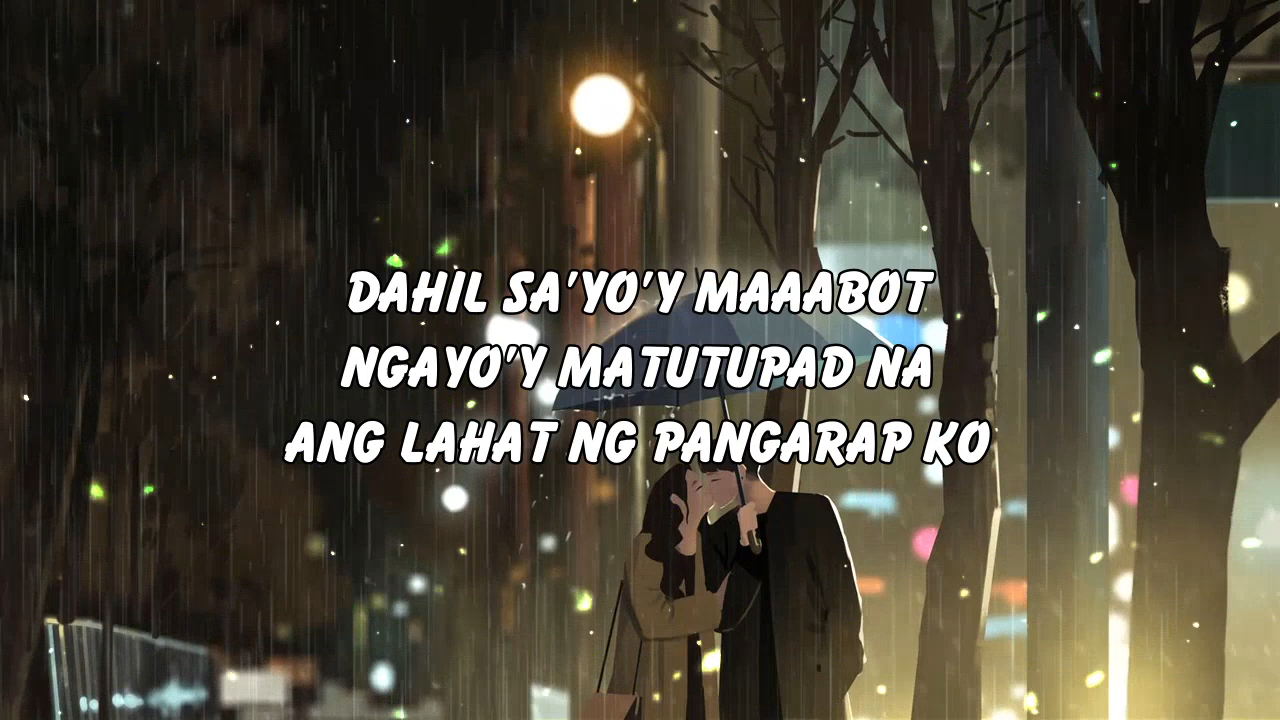 DAHIL SA'YO'Y MAAABOT
NGAYO'Y MATUTUPAD NA
ANG LAHAT NG PANGARAP KO